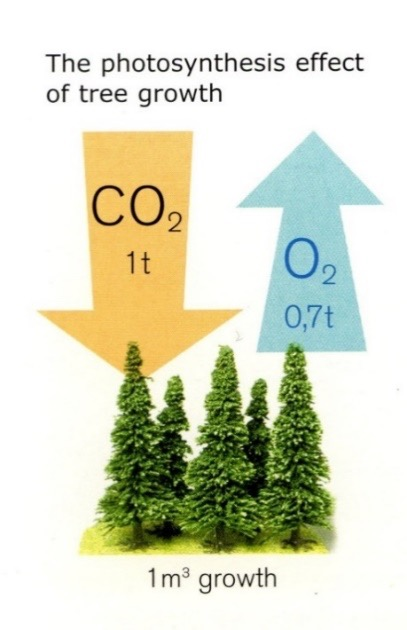 The photosynthesis effect
of tree growth
CO₂
1t
O₂
0,7t
1m³ growth